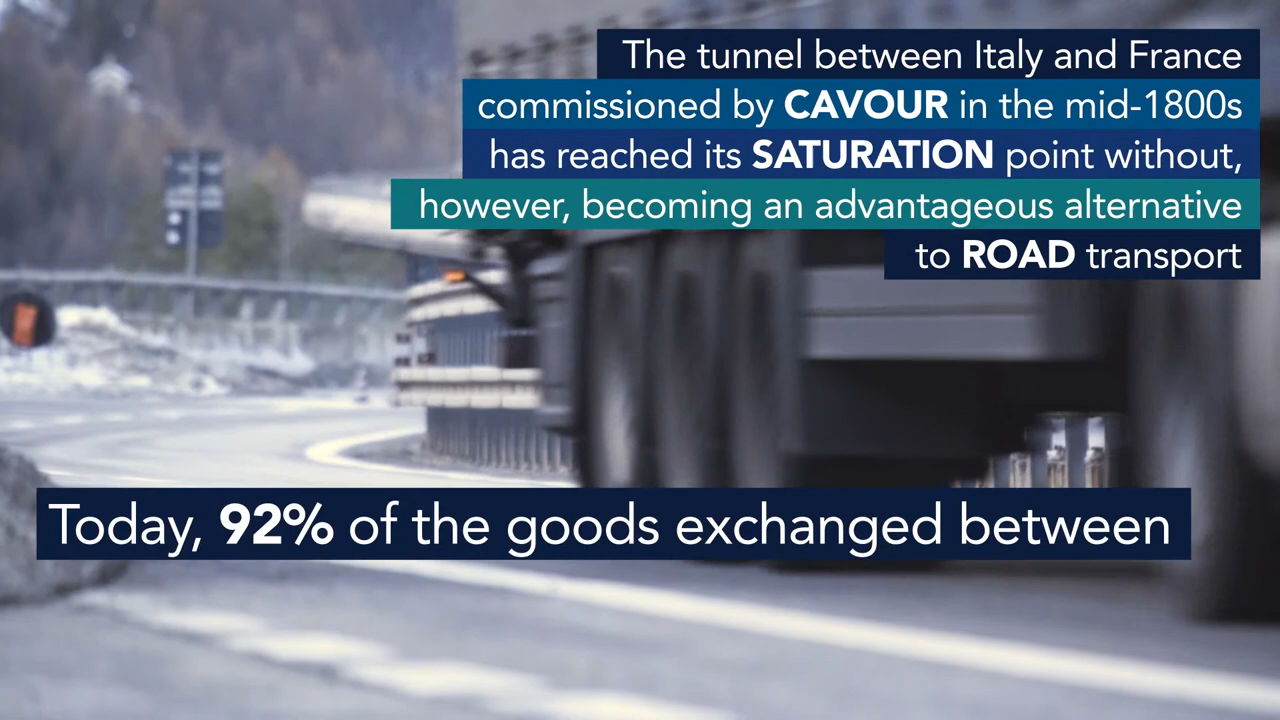 The tunnel between Italy and France
commissioned by CAVOUR in the mid-1800s
has reached its SATURATION point without,
however, becoming an advantageous alternative
to ROAD transport
Today, 92% of the goods exchanged between